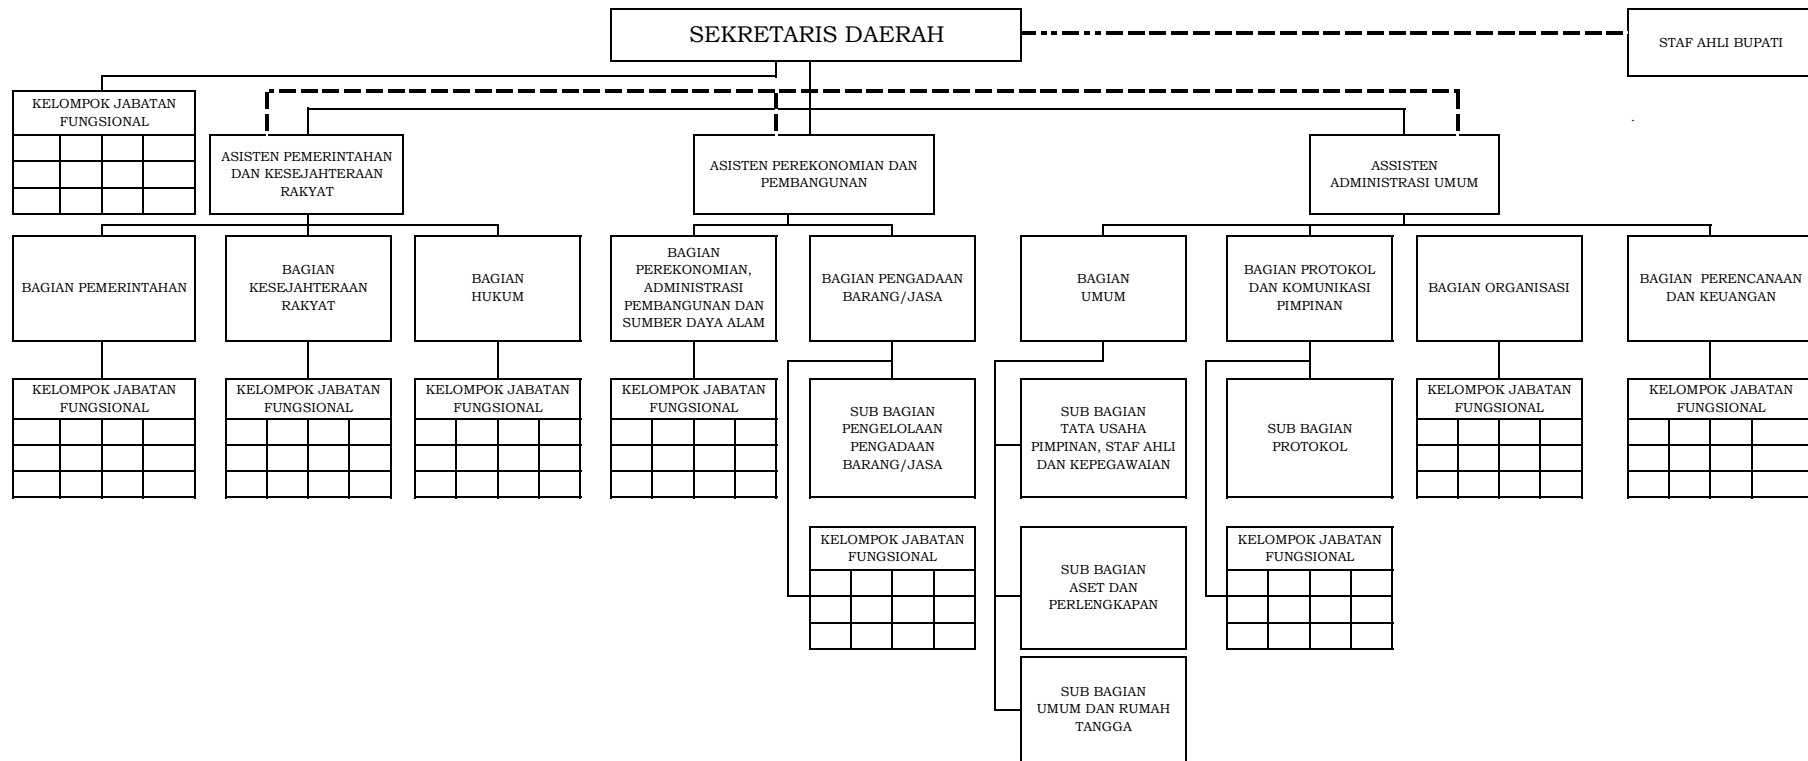 SEKRETARIS DAERAH
STAF AHLI BUPATI
KELOMPOK JABATAN
FUNGSIONAL
ASISTEN PEMERINTAHAN
DAN KESEJAHTERAAN
RAKYAT
ASISTEN PEREKONOMIAN DAN
PEMBANGUNAN
ASSISTEN
ADMINISTRASI UMUM
BAGIAN PEMERINTAHAN
BAGIAN
KESEJAHTERAAN
RAKYAT
BAGIAN
HUKUM
BAGIAN
PEREKONOMIAN,
ADMINISTRASI
PEMBANGUNAN DAN
SUMBER DAYA ALAM
BAGIAN PENGADAAN
BARANG/JASA
BAGIAN
UMUM
BAGIAN PROTOKOL
DAN KOMUNIKASI
PIMPINAN
BAGIAN ORGANISASI
BAGIAN PERENCANAAN
DAN KEUANGAN
KELOMPOK JABATAN
FUNGSIONAL
KELOMPOK JABATAN
FUNGSIONAL
KELOMPOK JABATAN
FUNGSIONAL
KELOMPOK JABATAN
FUNGSIONAL
SUB BAGIAN
PENGELOLAAN
PENGADAAN
BARANG/JASA
SUB BAGIAN
TATA USAHA
PIMPINAN, STAF AHLI
DAN KEPEGAWAIAN
SUB BAGIAN
PROTOKOL
KELOMPOK JABATAN
FUNGSIONAL
KELOMPOK JABATAN
FUNGSIONAL
KELOMPOK JABATAN
FUNGSIONAL
SUB BAGIAN
ASET DAN
PERLENGKAPAN
KELOMPOK JABATAN
FUNGSIONAL
SUB BAGIAN
UMUM DAN RUMAH
TANGGA